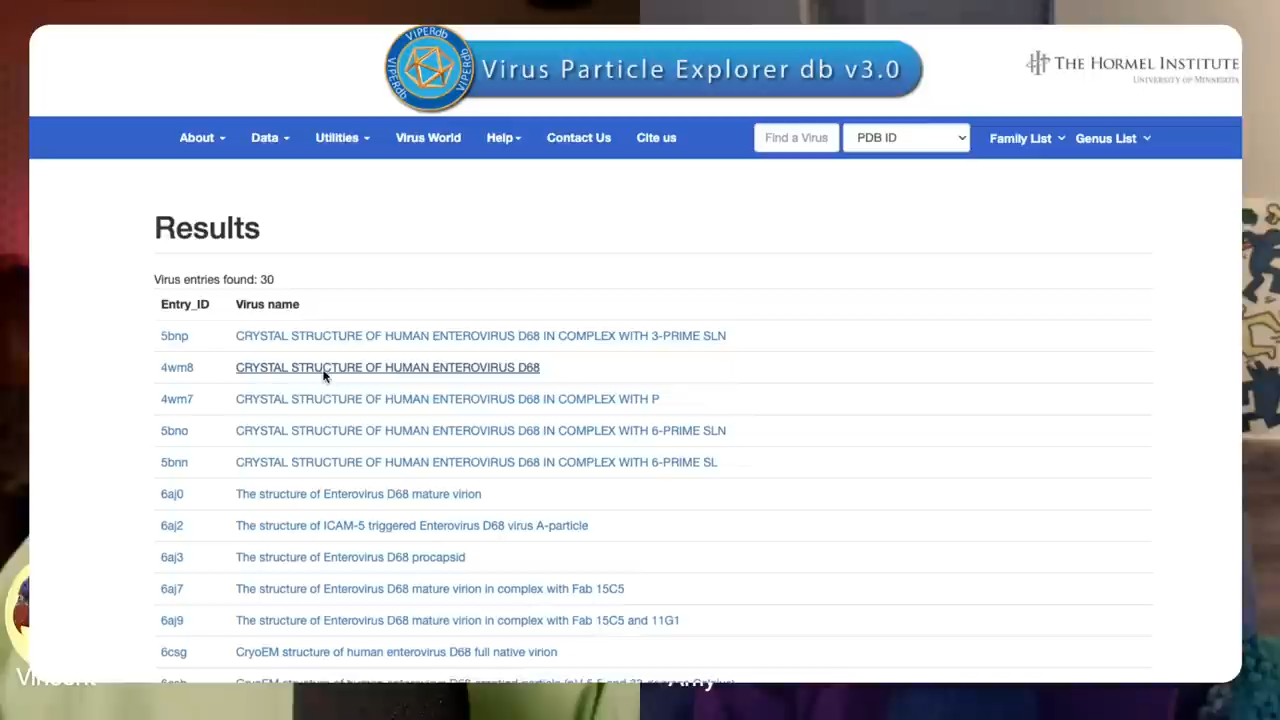 VIPERdb
VIPERdb
VIPERdb
Virus Particle Explorer db v3.0
THE HORMEL INSTITUTE
UNIVERSITY OF MINNESOTA
About Data Utilities Virus World Help Contact Us Cite us Find a Virus PDB ID Family List Genus List
Results
Virus entries found: 30
Entry_ID Virus name
5bnp CRYSTAL STRUCTURE OF HUMAN ENTEROVIRUS D68 IN COMPLEX WITH 3-PRIME SLN
4wm8 CRYSTAL STRUCTURE OF HUMAN ENTEROVIRUS D68
4wm7 CRYSTAL STRUCTURE OF HUMAN ENTEROVIRUS D68 IN COMPLEX WITH P
5bno CRYSTAL STRUCTURE OF HUMAN ENTEROVIRUS D68 IN COMPLEX WITH 6-PRIME SLN
5bnn CRYSTAL STRUCTURE OF HUMAN ENTEROVIRUS D68 IN COMPLEX WITH 6-PRIME SL
6aj0 The structure of Enterovirus D68 mature virion
6aj2 The structure of ICAM-5 triggered Enterovirus D68 virus A-particle
6aj3 The structure of Enterovirus D68 procapsid
6aj7 The structure of Enterovirus D68 mature virion in complex with Fab 15C5
6aj9 The structure of Enterovirus D68 mature virion in complex with Fab 15C5 and 11G1
6csg CryoEM structure of human enterovirus D68 full native virion
Vincent Amy